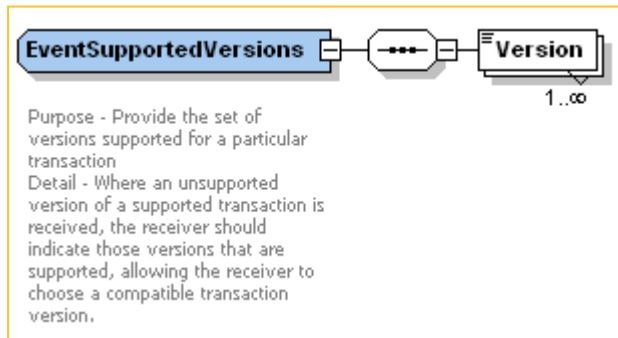 EventSupportedVersions
Version
1..∞
Purpose - Provide the set of
versions supported for a particular
transaction
Detail - Where an unsupported
version of a supported transaction is
received, the receiver should
indicate those versions that are
supported, allowing the receiver to
choose a compatible transaction
version.